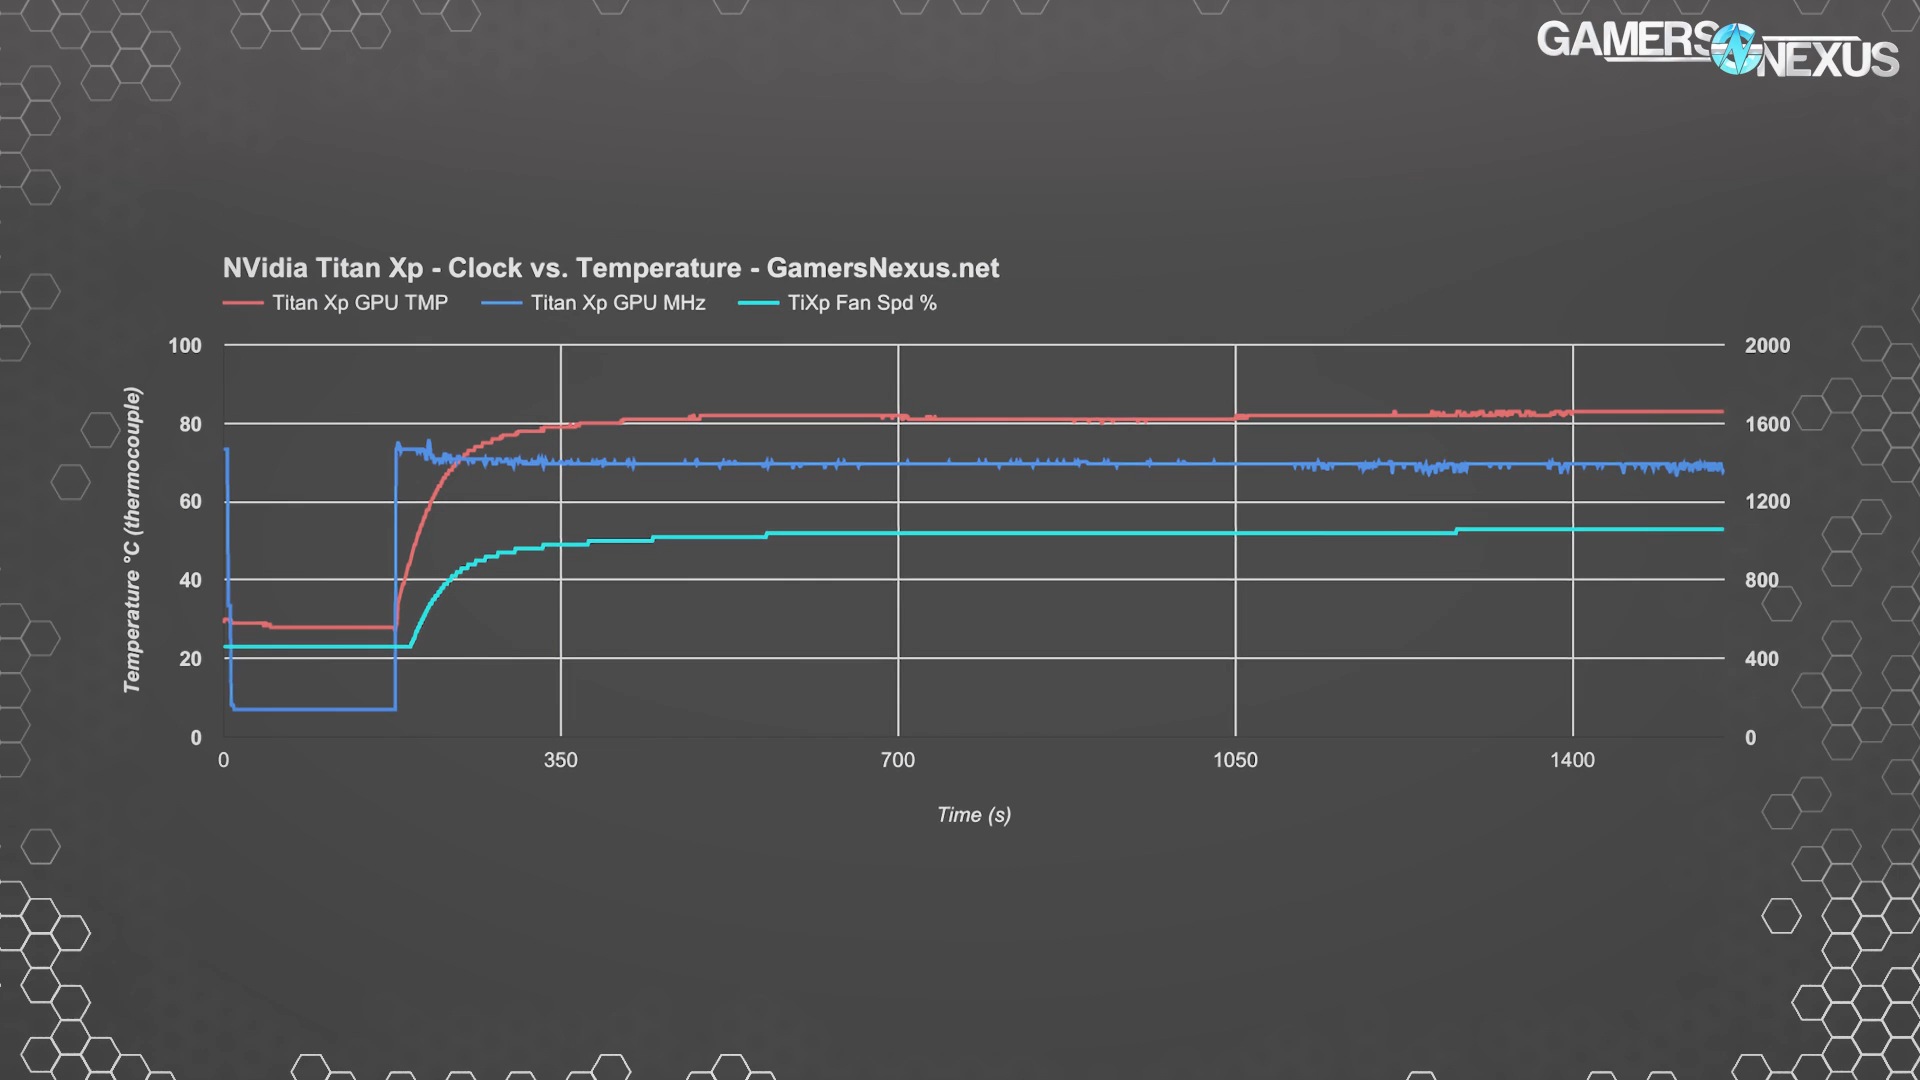 GAMERS NEXUS
NVidia Titan Xp - Clock vs. Temperature - GamersNexus.net
Titan Xp GPU TMP Titan Xp GPU MHz TiXp Fan Spd %
100 2000
80 1600
60 1200
40 800
20 400
0 0
Temperature °C (thermocouple)
0 350 700 1050 1400
Time (s)